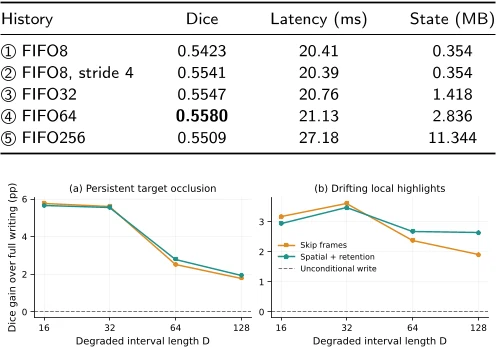 History Dice Latency (ms) State (MB)
① FIFO8 0.5423 20.41 0.354
② FIFO8, stride 4 0.5541 20.39 0.354
③ FIFO32 0.5547 20.76 1.418
④ FIFO64 0.5580 21.13 2.836
⑤ FIFO256 0.5509 27.18 11.344
(a) Persistent target occlusion
Dice gain over full writing (pp)
6
4
2
0
16 32 64 128
Degraded interval length D
(b) Drifting local highlights
3
2
1
0
Skip frames
Spatial + retention
Unconditional write
16 32 64 128
Degraded interval length D